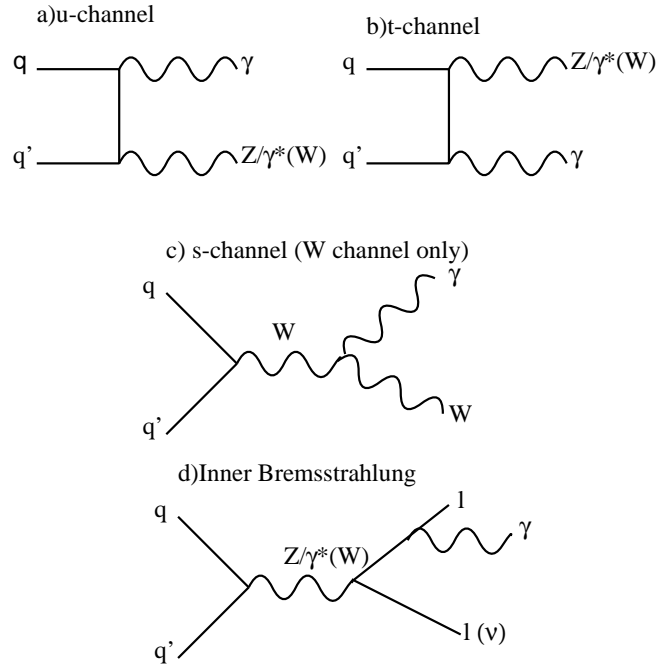 a)u-channel
q
γ
q’
Z/γ*(W)
b)t-channel
q
Z/γ*(W)
q’
γ
c) s-channel (W channel only)
q
γ
W
q’
W
d)Inner Bremsstrahlung
q
l
γ
Z/γ*(W)
q’
l (ν)